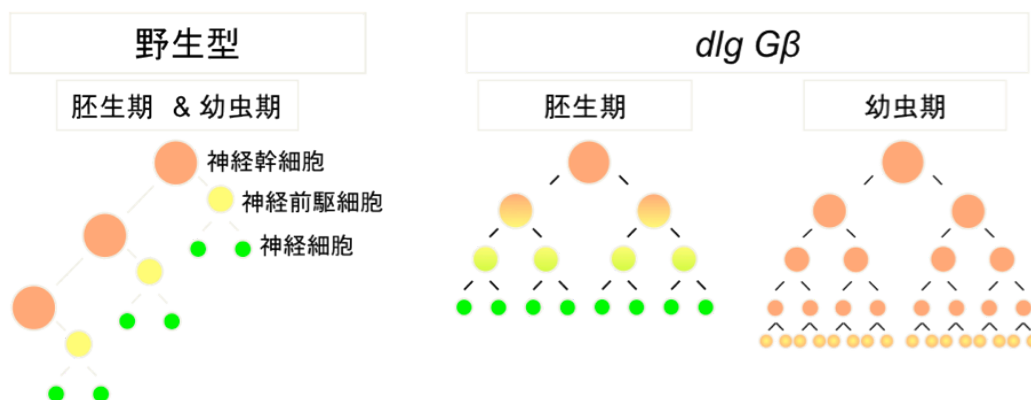 野生型
胚生期 & 幼虫期
神経幹細胞
神経前駆細胞
神経細胞
dlg Gβ
胚生期
幼虫期